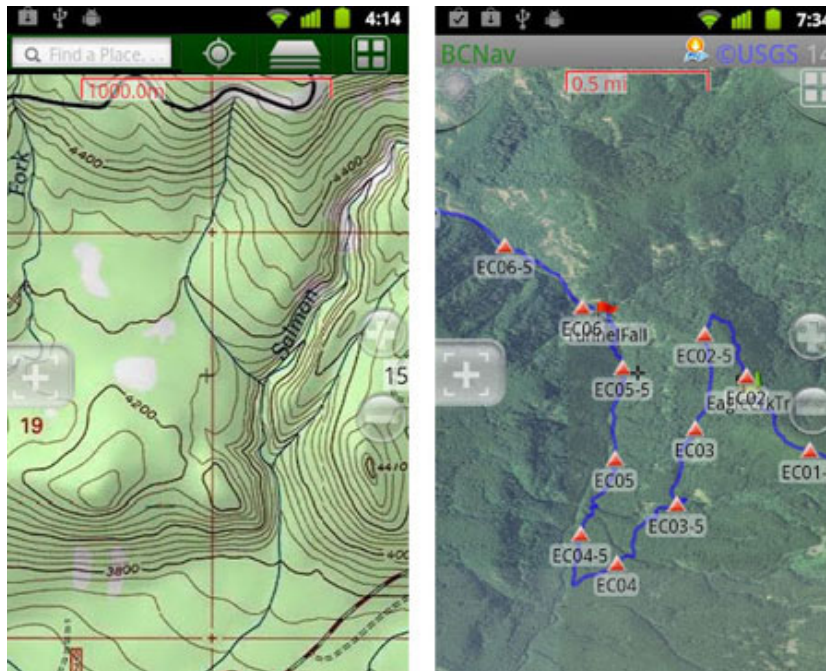 4:14
Find a Place. . .
1000.0m
4400
4400
Fork
Salmon
15
4200
19
4410
3800
400
7:34
BCNav
©USGS 14
0.5 mi
EC06-5
EC06
TunnelFall
EC02-5
EC05-5
EC02
EC03
EC01-
EC05
EC03-5
EC04-5
EC04